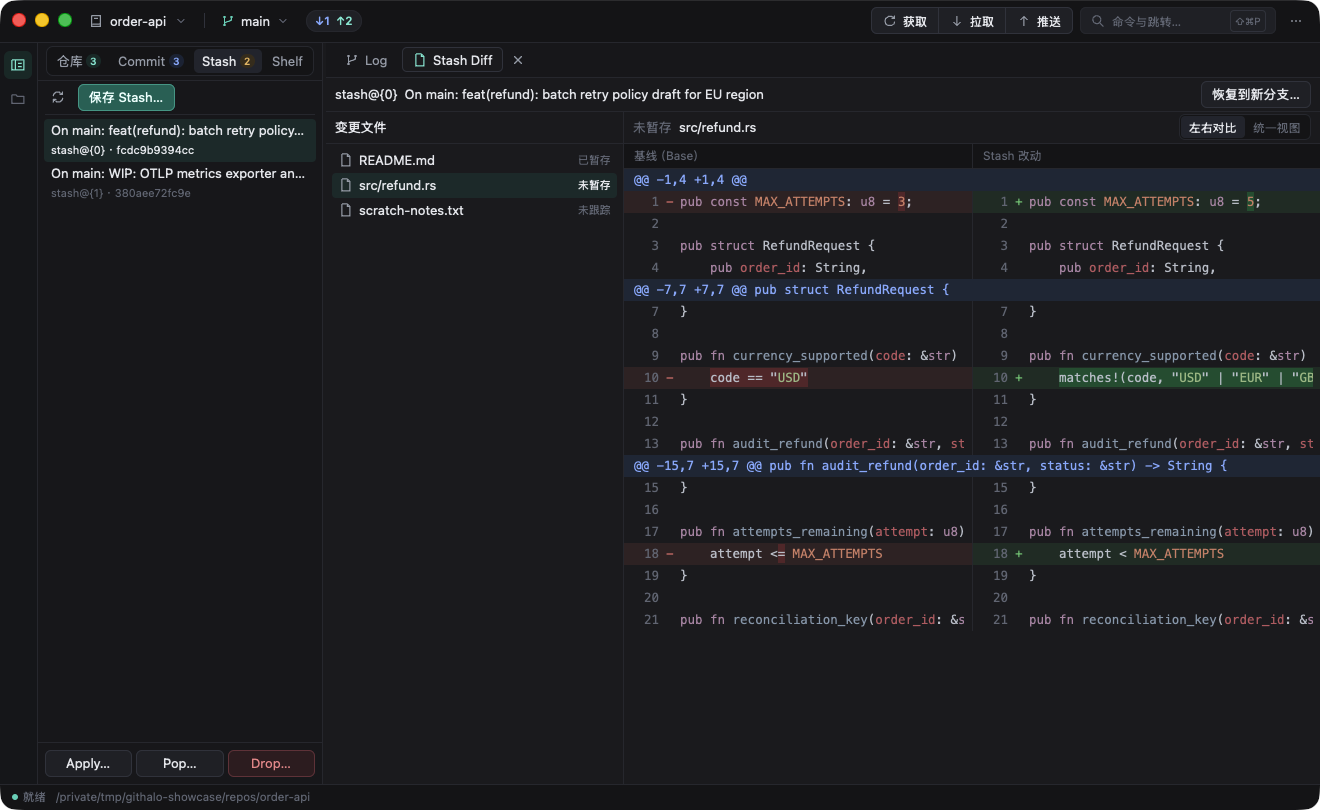 order-api main ↓1 ↑2 获取 拉取 推送 命令与跳转… ⇧⌘P ···
仓库 3 Commit 3 Stash 2 Shelf
保存 Stash...
On main: feat(refund): batch retry policy...
stash@{0} · fcdc9b9394cc
On main: WIP: OTLP metrics exporter an...
stash@{1} · 380aee72fc9e
Apply... Pop... Drop...
Log Stash Diff ×
stash@{0} On main: feat(refund): batch retry policy draft for EU region 恢复到新分支...
变更文件
README.md 已暂存
src/refund.rs 未暂存
scratch-notes.txt 未跟踪
未暂存 src/refund.rs 左右对比 统一视图
基线 (Base) Stash 改动
@@ -1,4 +1,4 @@
1 - pub const MAX_ATTEMPTS: u8 = 3; 1 + pub const MAX_ATTEMPTS: u8 = 5;
2 2
3 pub struct RefundRequest { 3 pub struct RefundRequest {
4 pub order_id: String, 4 pub order_id: String,
@@ -7,7 +7,7 @@ pub struct RefundRequest {
7 } 7 }
8 8
9 pub fn currency_supported(code: &str) 9 pub fn currency_supported(code: &str)
10 - code == "USD" 10 + matches!(code, "USD" | "EUR" | "GB
11 } 11 }
12 12
13 pub fn audit_refund(order_id: &str, st 13 pub fn audit_refund(order_id: &str, st
@@ -15,7 +15,7 @@ pub fn audit_refund(order_id: &str, status: &str) -> String {
15 } 15 }
16 16
17 pub fn attempts_remaining(attempt: u8) 17 pub fn attempts_remaining(attempt: u8)
18 - attempt <= MAX_ATTEMPTS 18 + attempt < MAX_ATTEMPTS
19 } 19 }
20 20
21 pub fn reconciliation_key(order_id: &s 21 pub fn reconciliation_key(order_id: &s
就绪 /private/tmp/githalo-showcase/repos/order-api